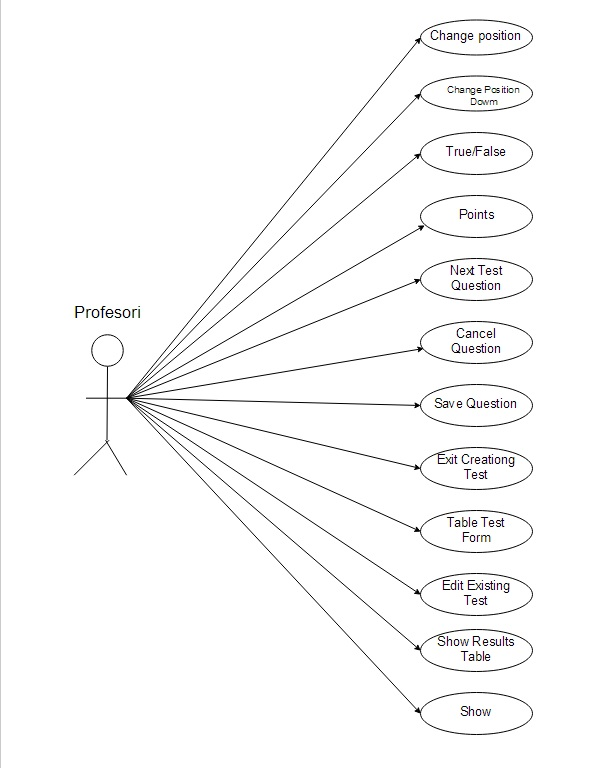 Change position
Change Position
Dowm
True/False
Points
Next Test
Question
Cancel
Question
Profesori
Save Question
Exit Creationg
Test
Table Test
Form
Edit Existing
Test
Show Results
Table
Show